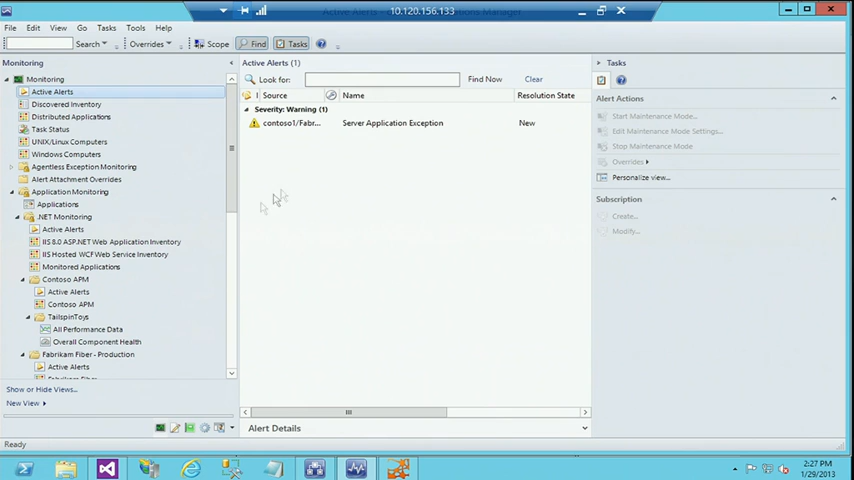 10.120.156.133
File Edit View Go Tasks Tools Help
Search Overrides Scope Find Tasks
Monitoring
Monitoring
Active Alerts
Discovered Inventory
Distributed Applications
Task Status
UNIX/Linux Computers
Windows Computers
Agentless Exception Monitoring
Alert Attachment Overrides
Application Monitoring
Applications
.NET Monitoring
Active Alerts
IIS 8.0 ASP.NET Web Application Inventory
IIS Hosted WCF Web Service Inventory
Monitored Applications
Contoso APM
Active Alerts
Contoso APM
TailspinToys
All Performance Data
Overall Component Health
Fabrikam Fiber - Production
Active Alerts
Show or Hide Views...
New View
Active Alerts (1)
Look for: Find Now Clear
Source Name Resolution State
Severity: Warning (1)
contoso1/Fabr... Server Application Exception New
Alert Details
Tasks
Alert Actions
Start Maintenance Mode...
Edit Maintenance Mode Settings...
Stop Maintenance Mode
Overrides
Personalize view...
Subscription
Create...
Modify...
Ready
2:27 PM
1/29/2013